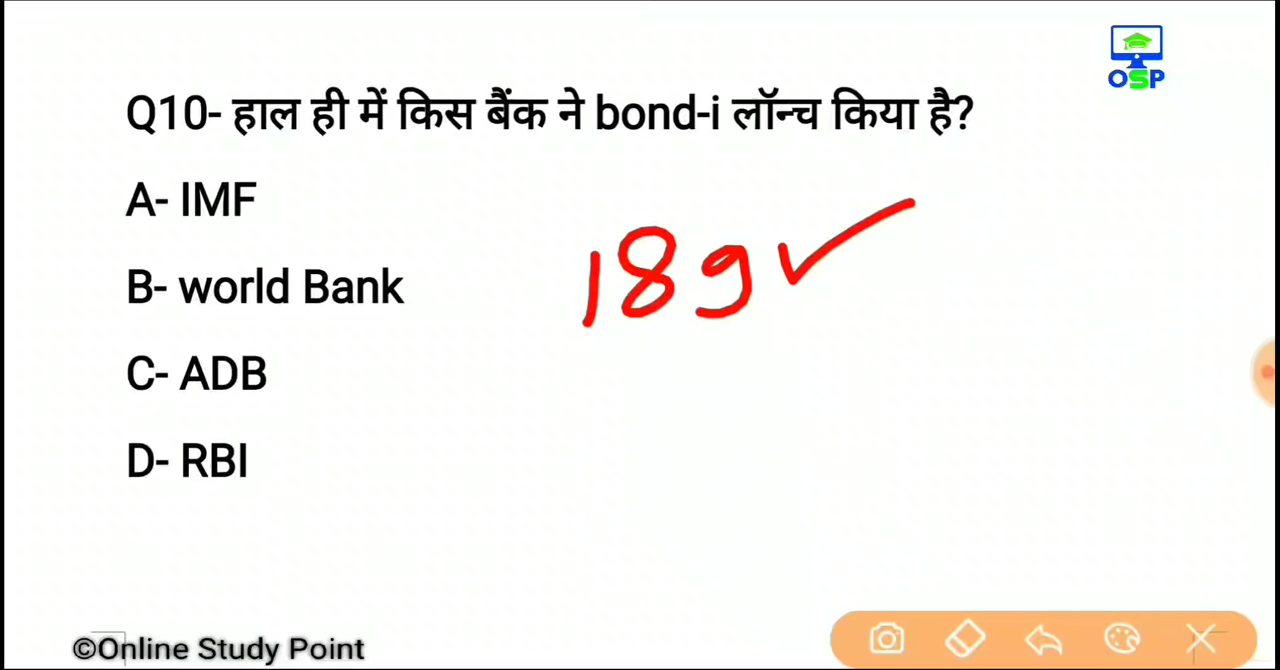 OSP
Q10- हाल ही में किस बैंक ने bond-i लॉन्च किया है?
A- IMF
189
B- world Bank
C- ADB
D- RBI
©Online Study Point